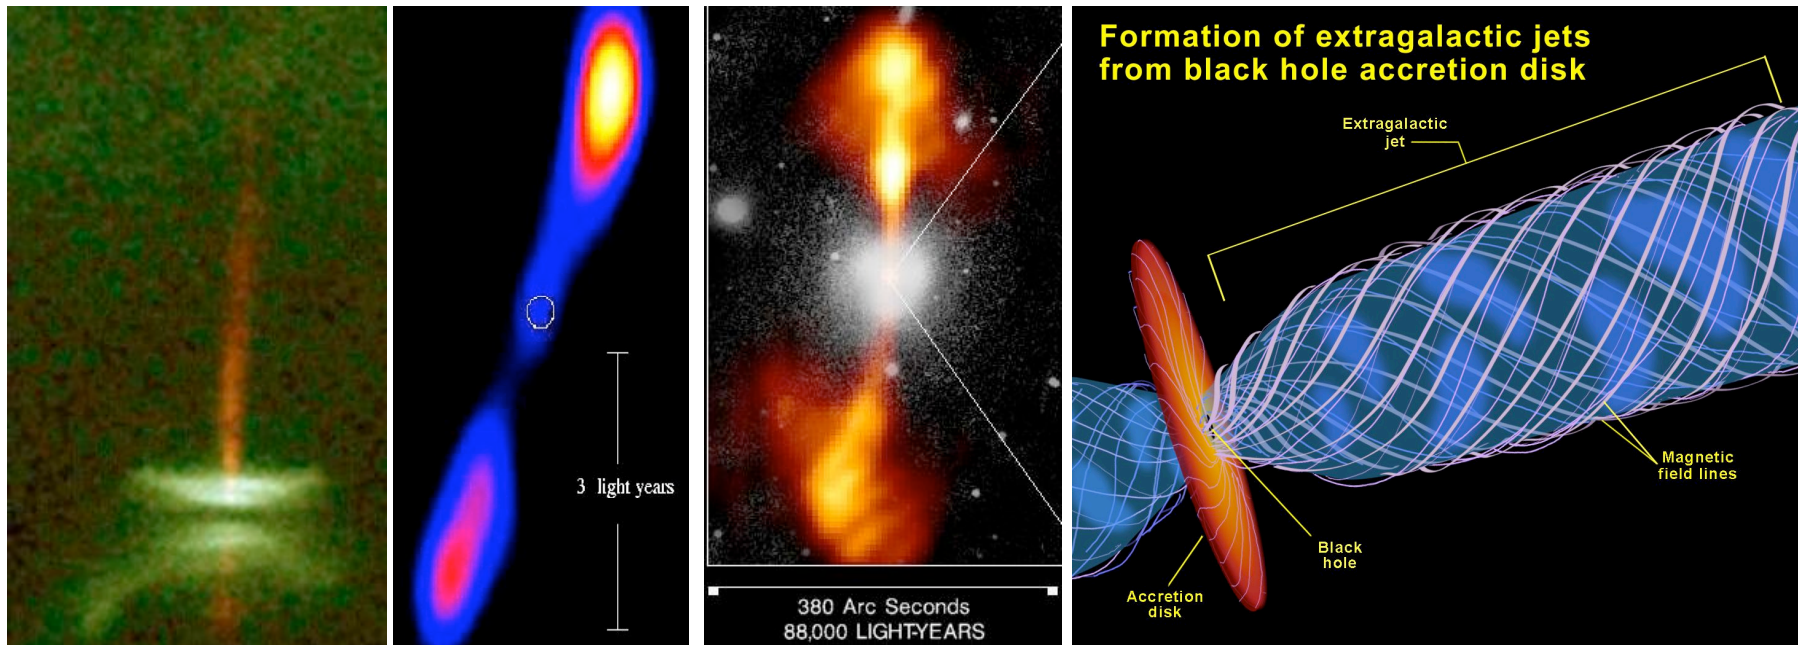 3 light years
380 Arc Seconds
88,000 LIGHT-YEARS
Formation of extragalactic jets
from black hole accretion disk
Extragalactic
jet
Magnetic
field lines
Black
hole
Accretion
disk